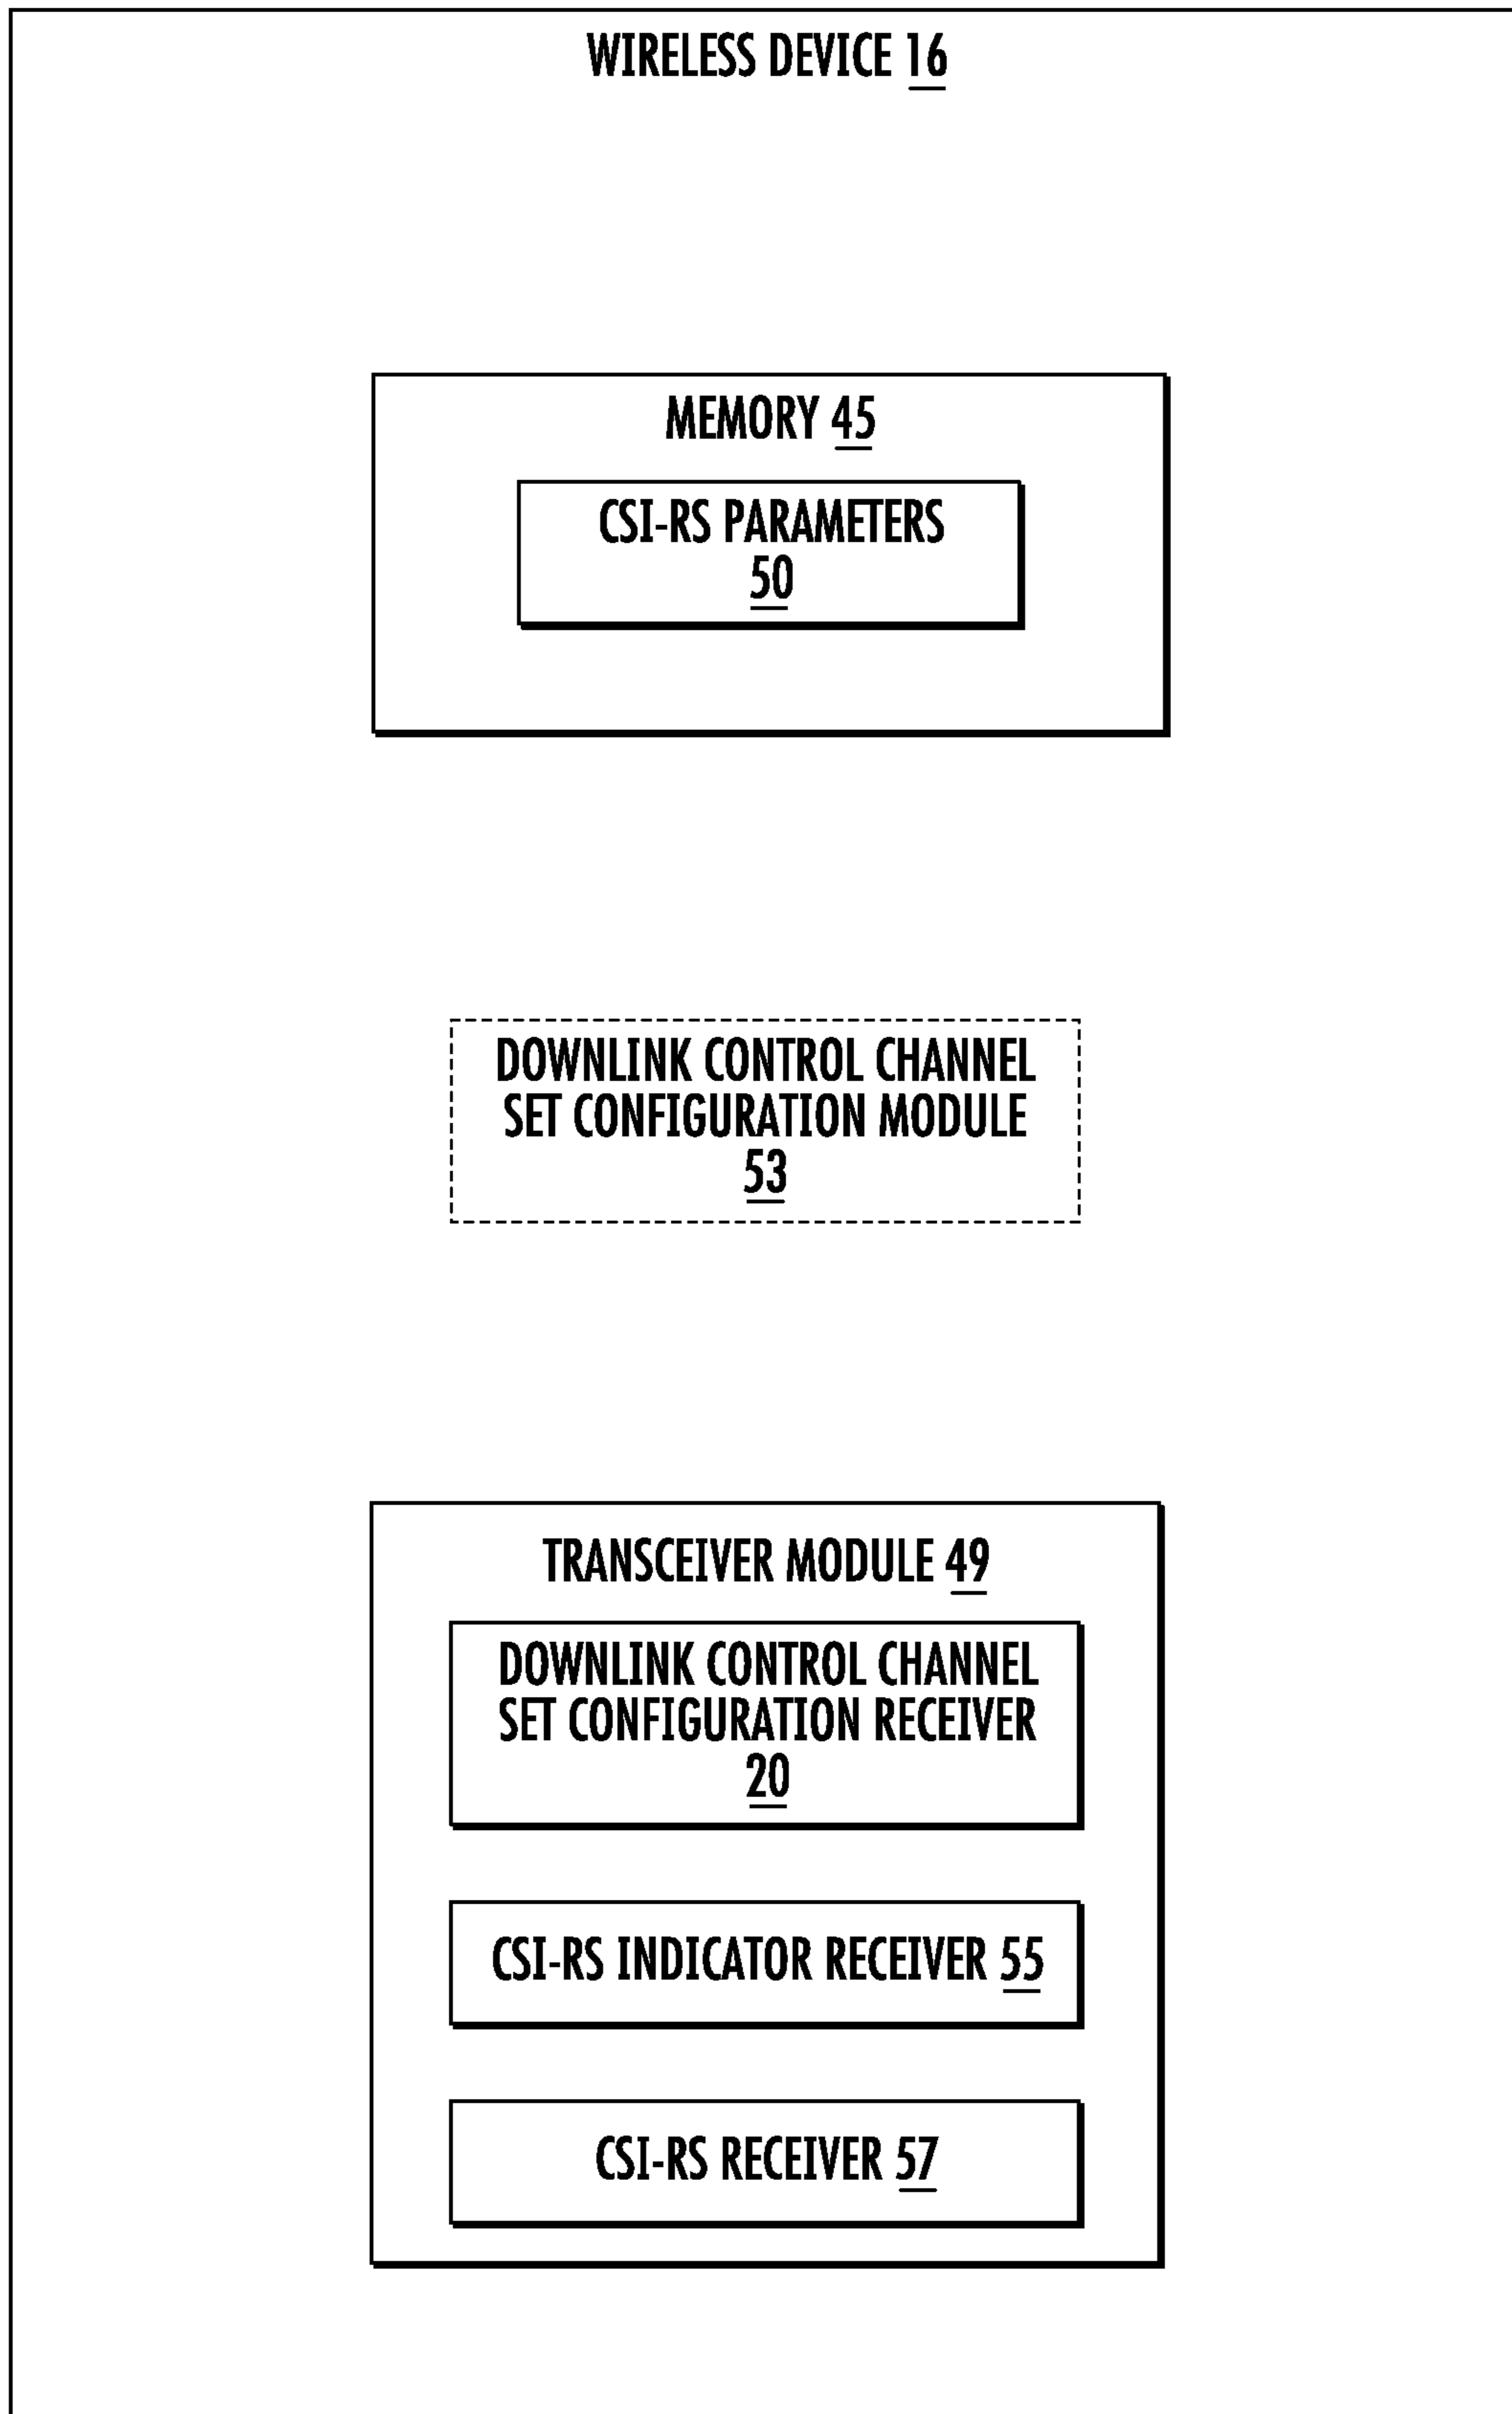 WIRELESS DEVICE 16
MEMORY 45
CSI-RS PARAMETERS
50
DOWNLINK CONTROL CHANNEL
SET CONFIGURATION MODULE
53
TRANSCEIVER MODULE 49
DOWNLINK CONTROL CHANNEL
SET CONFIGURATION RECEIVER
20
CSI-RS INDICATOR RECEIVER 55
CSI-RS RECEIVER 57